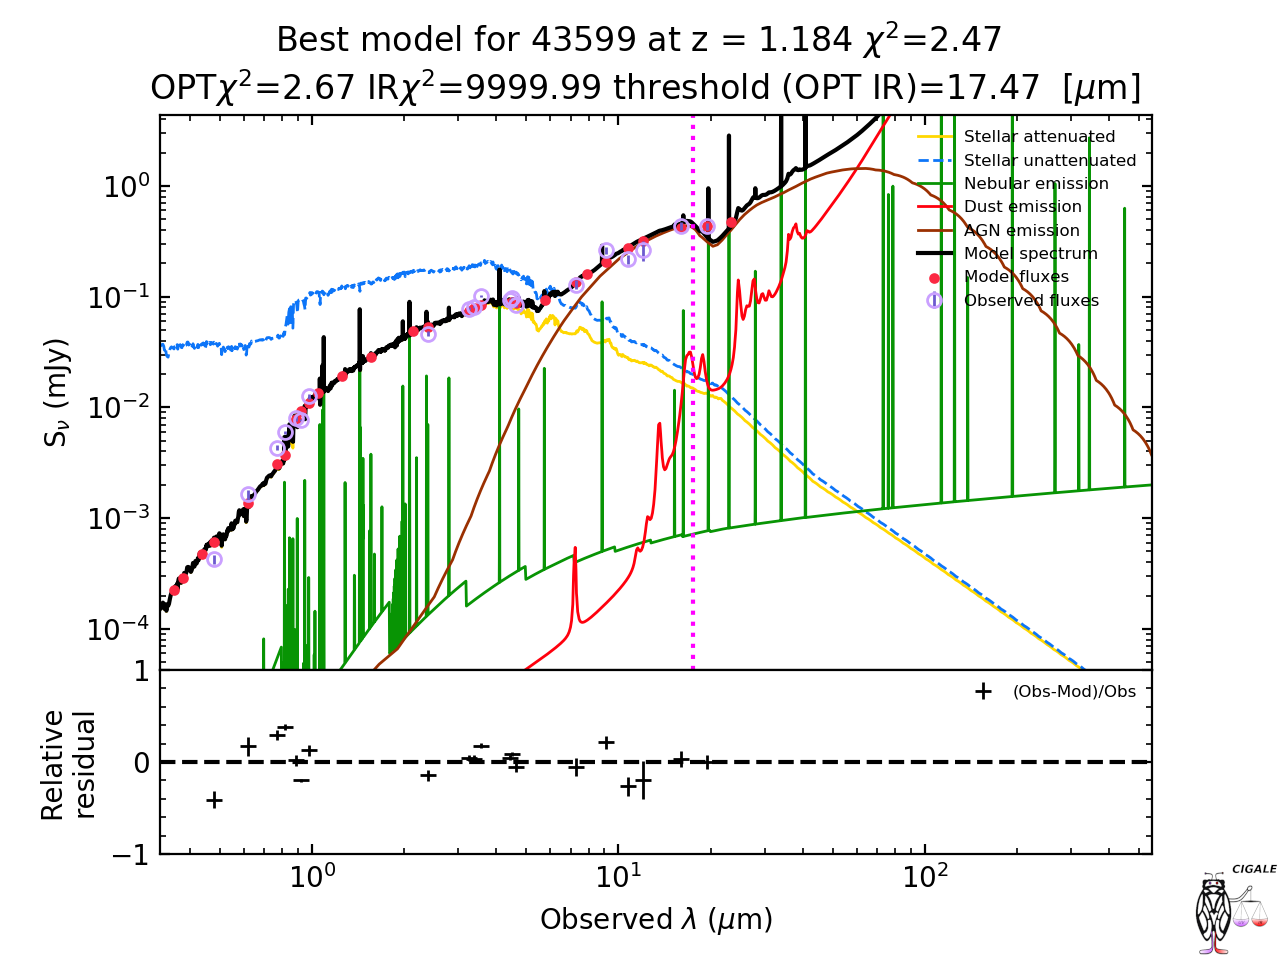 Best model for 43599 at z = 1.184 χ²=2.47
OPTχ²=2.67 IRχ²=9999.99 threshold (OPT IR)=17.47 [μm]
Stellar attenuated
Stellar unattenuated
Nebular emission
Dust emission
AGN emission
Model spectrum
Model fluxes
Observed fluxes
S_ν (mJy)
10⁰
10⁻¹
10⁻²
10⁻³
10⁻⁴
(Obs-Mod)/Obs
Relative
residual
1
0
−1
10⁰
10¹
10²
Observed λ (μm)
CIGALE